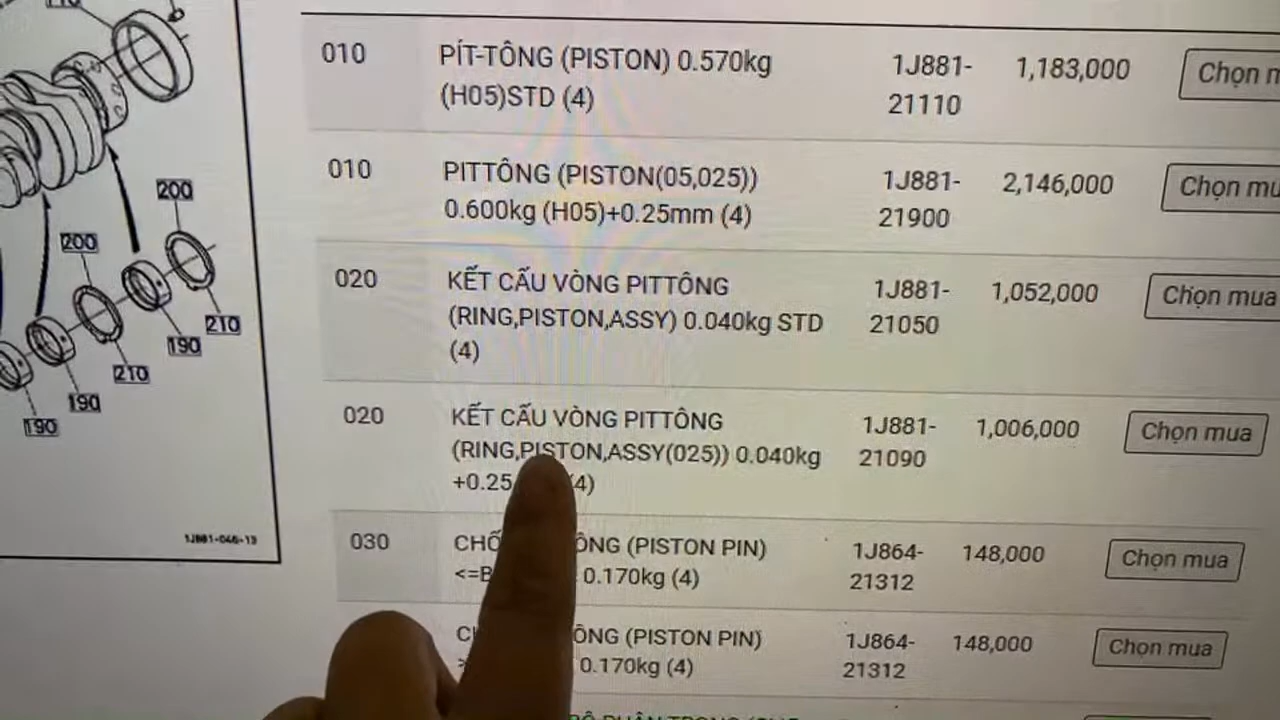 200
200
210
190
210
190
190
1J881-046-13
010 PÍT-TÔNG (PISTON) 0.570kg 1J881- 1,183,000 Chọn
(H05)STD (4) 21110
010 PITTÔNG (PISTON(05,025)) 1J881- 2,146,000 Chọn
0.600kg (H05)+0.25mm (4) 21900
020 KẾT CẤU VÒNG PITTÔNG 1J881- 1,052,000 Chọn mua
(RING,PISTON,ASSY) 0.040kg STD 21050
(4)
020 KẾT CẤU VÒNG PITTÔNG 1J881- 1,006,000 Chọn mua
(RING,PISTON,ASSY(025)) 0.040kg 21090
+0.25 (4)
030 (PISTON PIN) 1J864- 148,000 Chọn mua
0.170kg (4) 21312
(PISTON PIN) 1J864- 148,000 Chọn mua
0.170kg (4) 21312